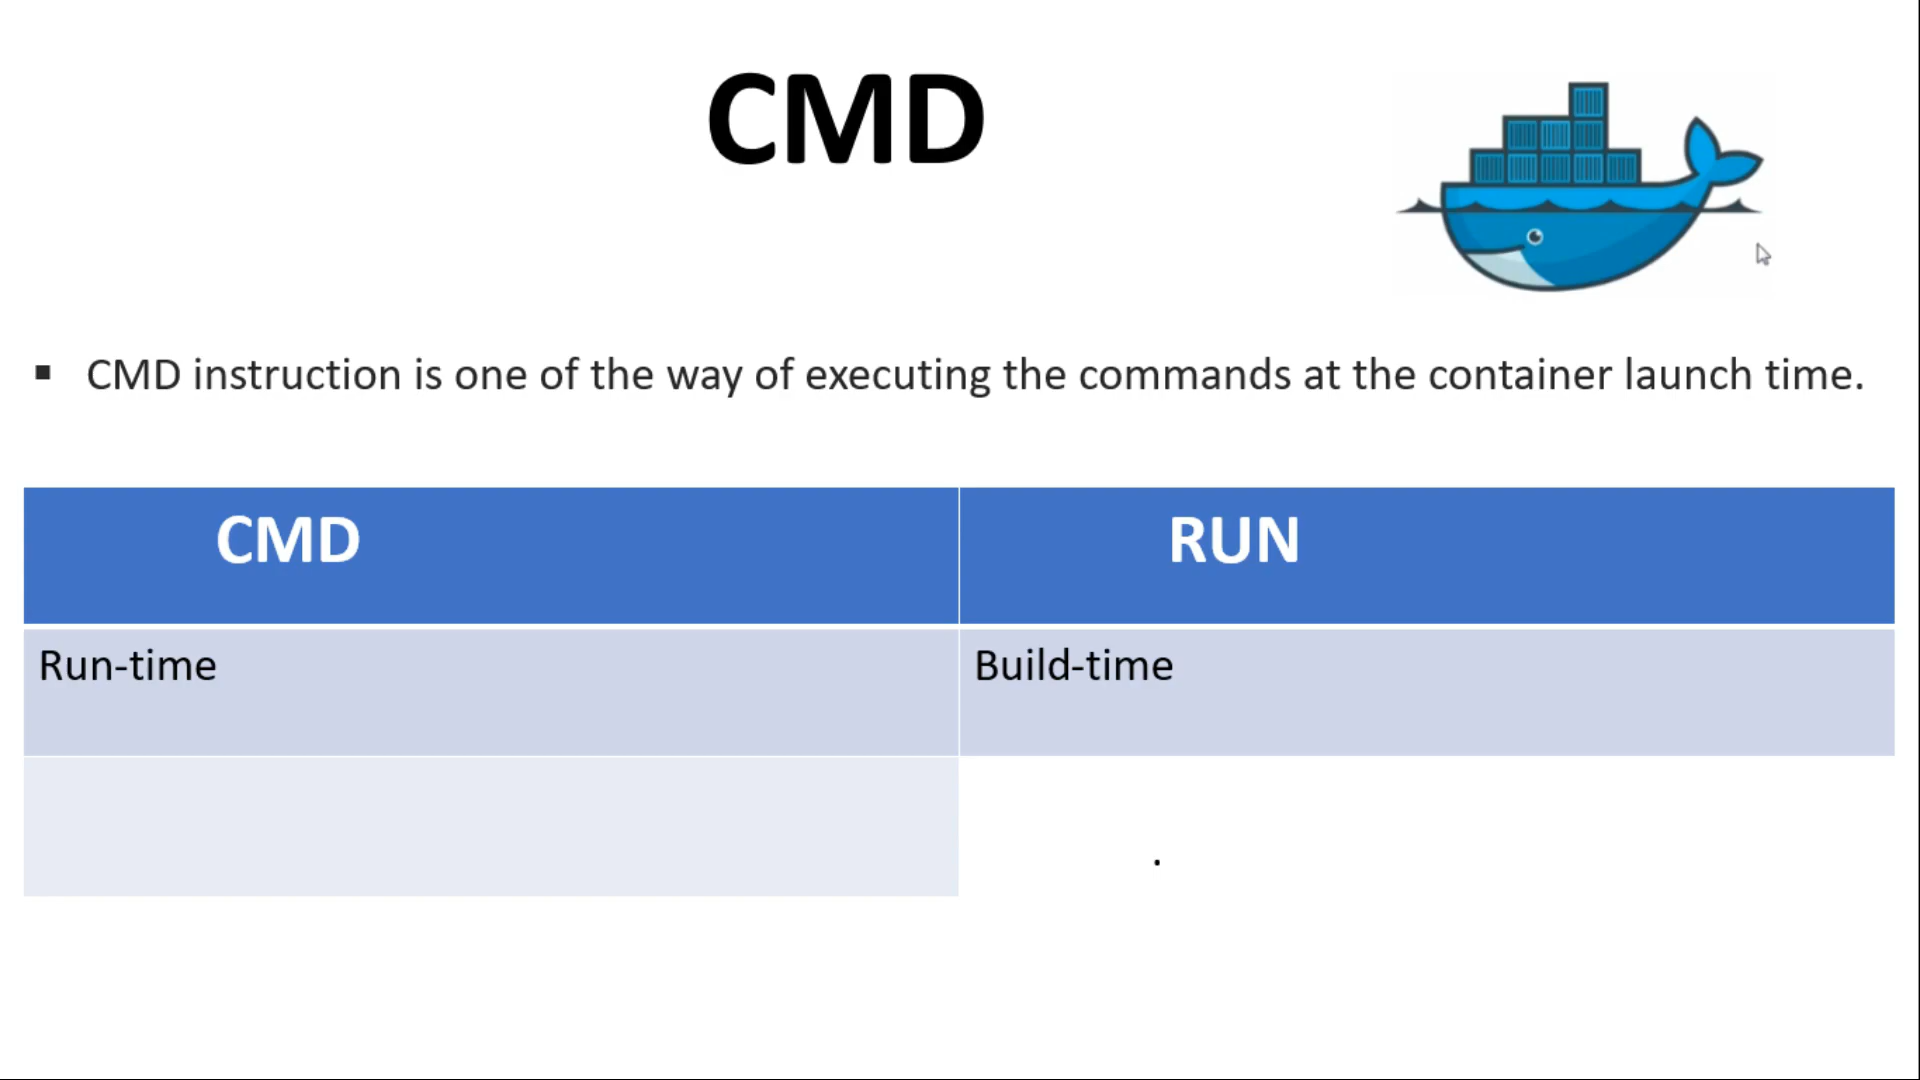 CMD
▪ CMD instruction is one of the way of executing the commands at the container launch time.
CMD RUN
Run-time Build-time
.